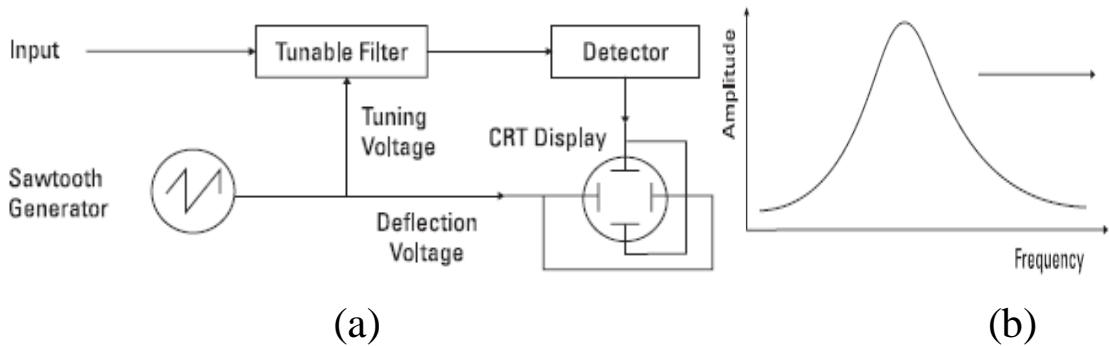 Input
Tunable Filter
Detector
Tuning
Voltage
CRT Display
Sawtooth
Generator
Deflection
Voltage
(a)
Amplitude
Frequency
(b)